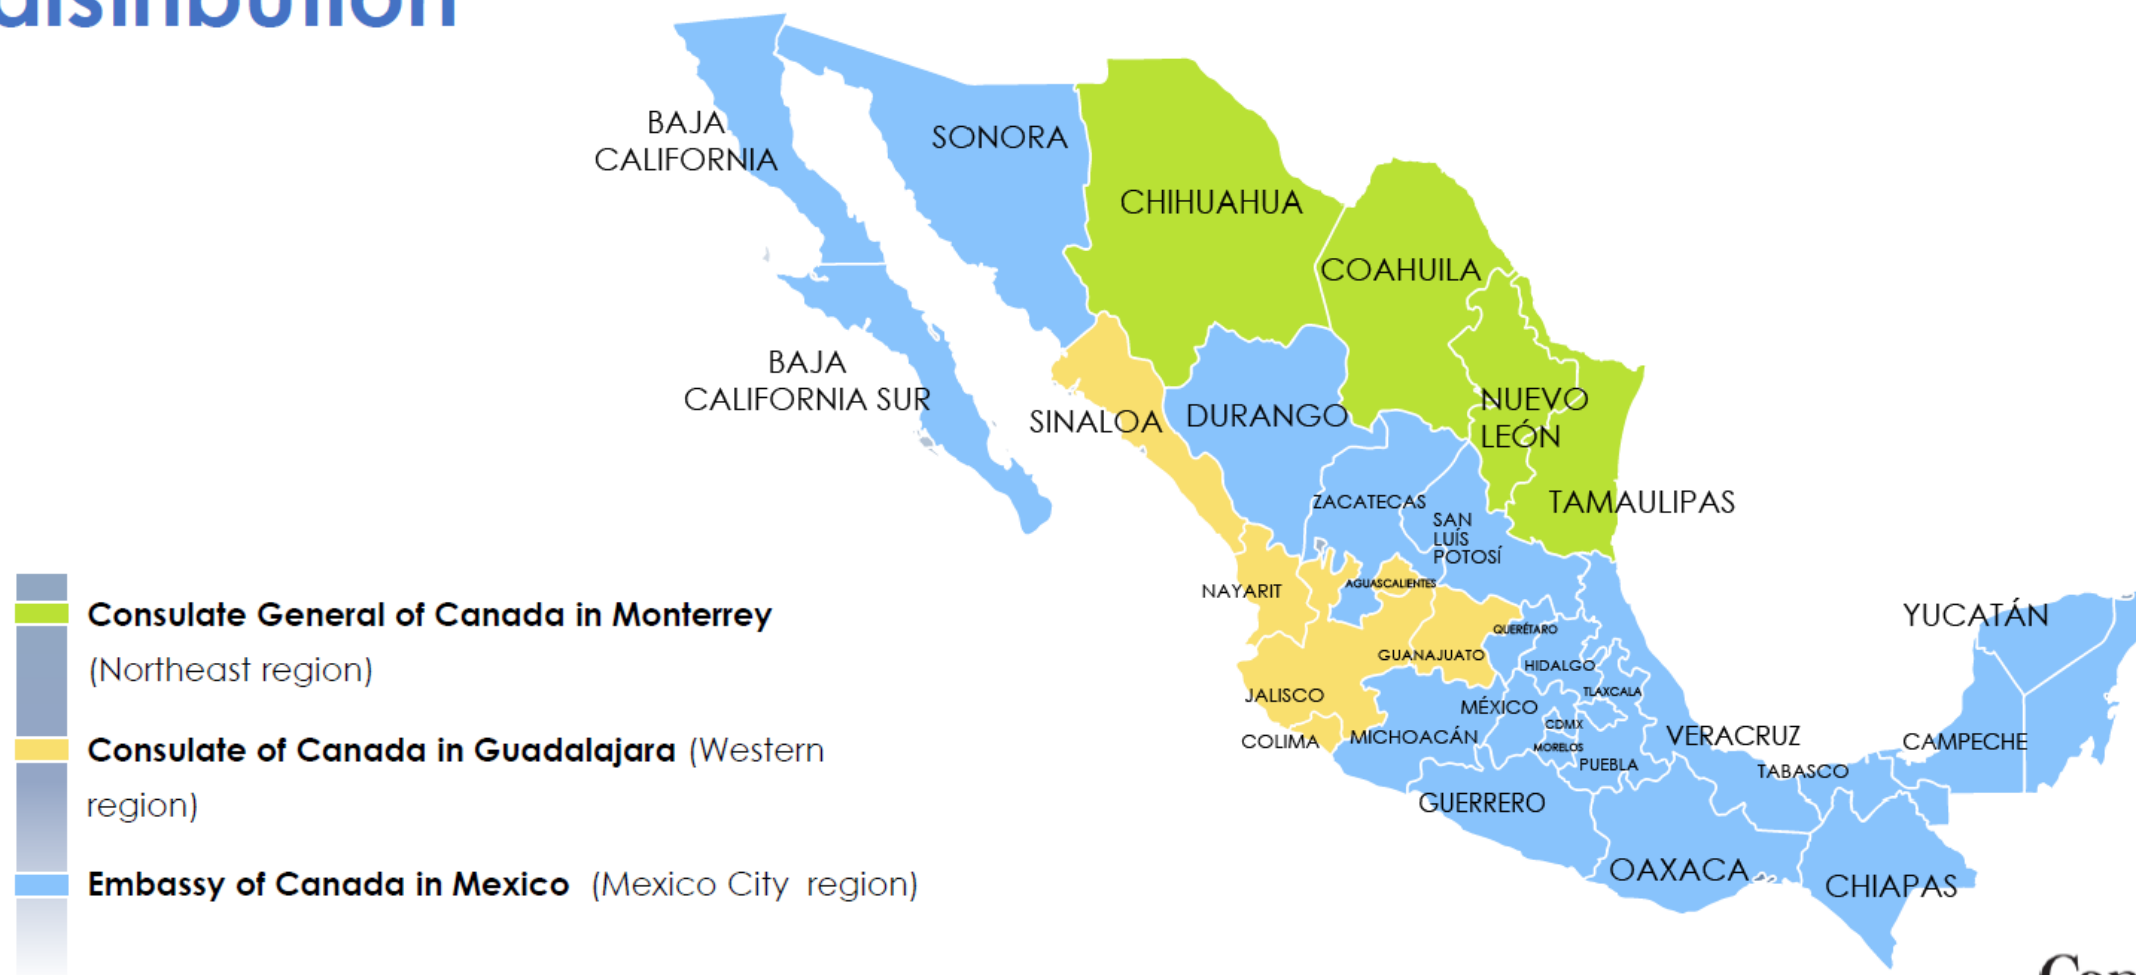 distribution
BAJA
CALIFORNIA
SONORA
CHIHUAHUA
COAHUILA
BAJA
CALIFORNIA SUR
SINALOA
DURANGO
NUEVO
LEÓN
TAMAULIPAS
ZACATECAS
SAN
LUÍS
POTOSÍ
NAYARIT
AGUASCALIENTES
YUCATÁN
QUERÉTARO
GUANAJUATO
HIDALGO
JALISCO
TLAXCALA
MÉXICO
CDMX
COLIMA
MICHOACÁN
MORELOS
VERACRUZ
CAMPECHE
PUEBLA
TABASCO
GUERRERO
OAXACA
CHIAPAS
Consulate General of Canada in Monterrey
(Northeast region)
Consulate of Canada in Guadalajara (Western
region)
Embassy of Canada in Mexico (Mexico City region)